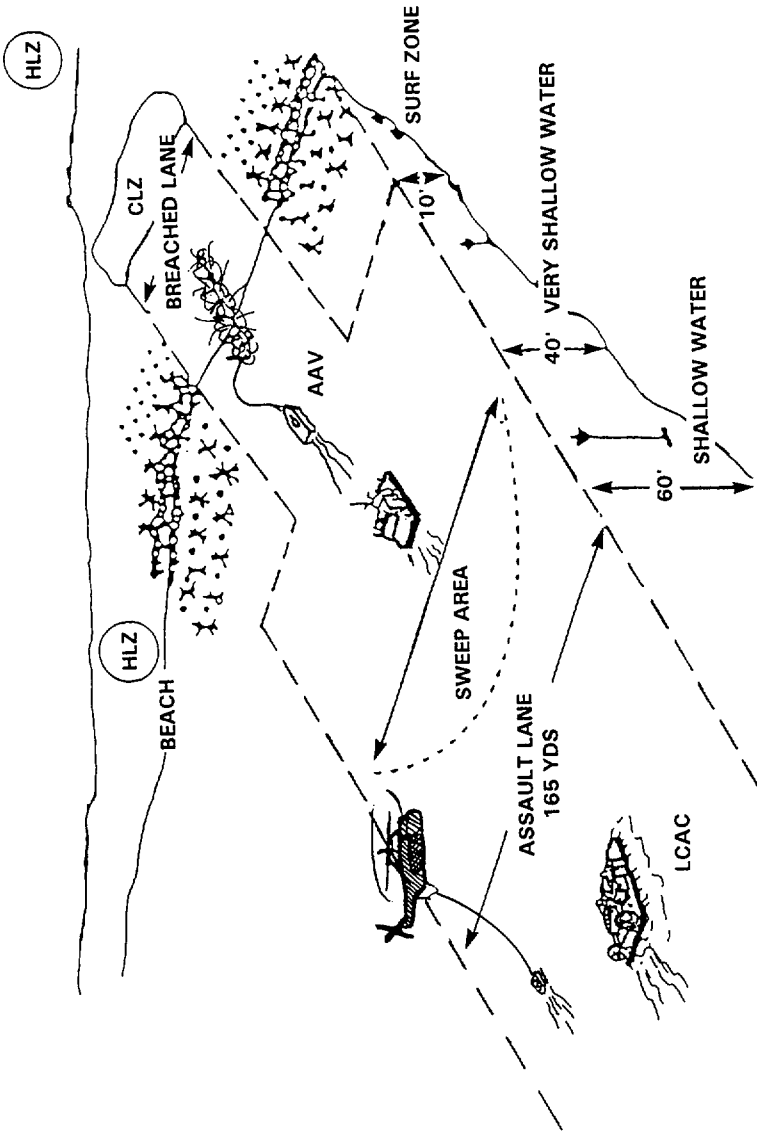 HLZ
CLZ
BREACHED LANE
HLZ
BEACH
SURF ZONE
10'
AAV
VERY SHALLOW WATER
40'
SHALLOW WATER
60'
SWEEP AREA
ASSAULT LANE
165 YDS
LCAC